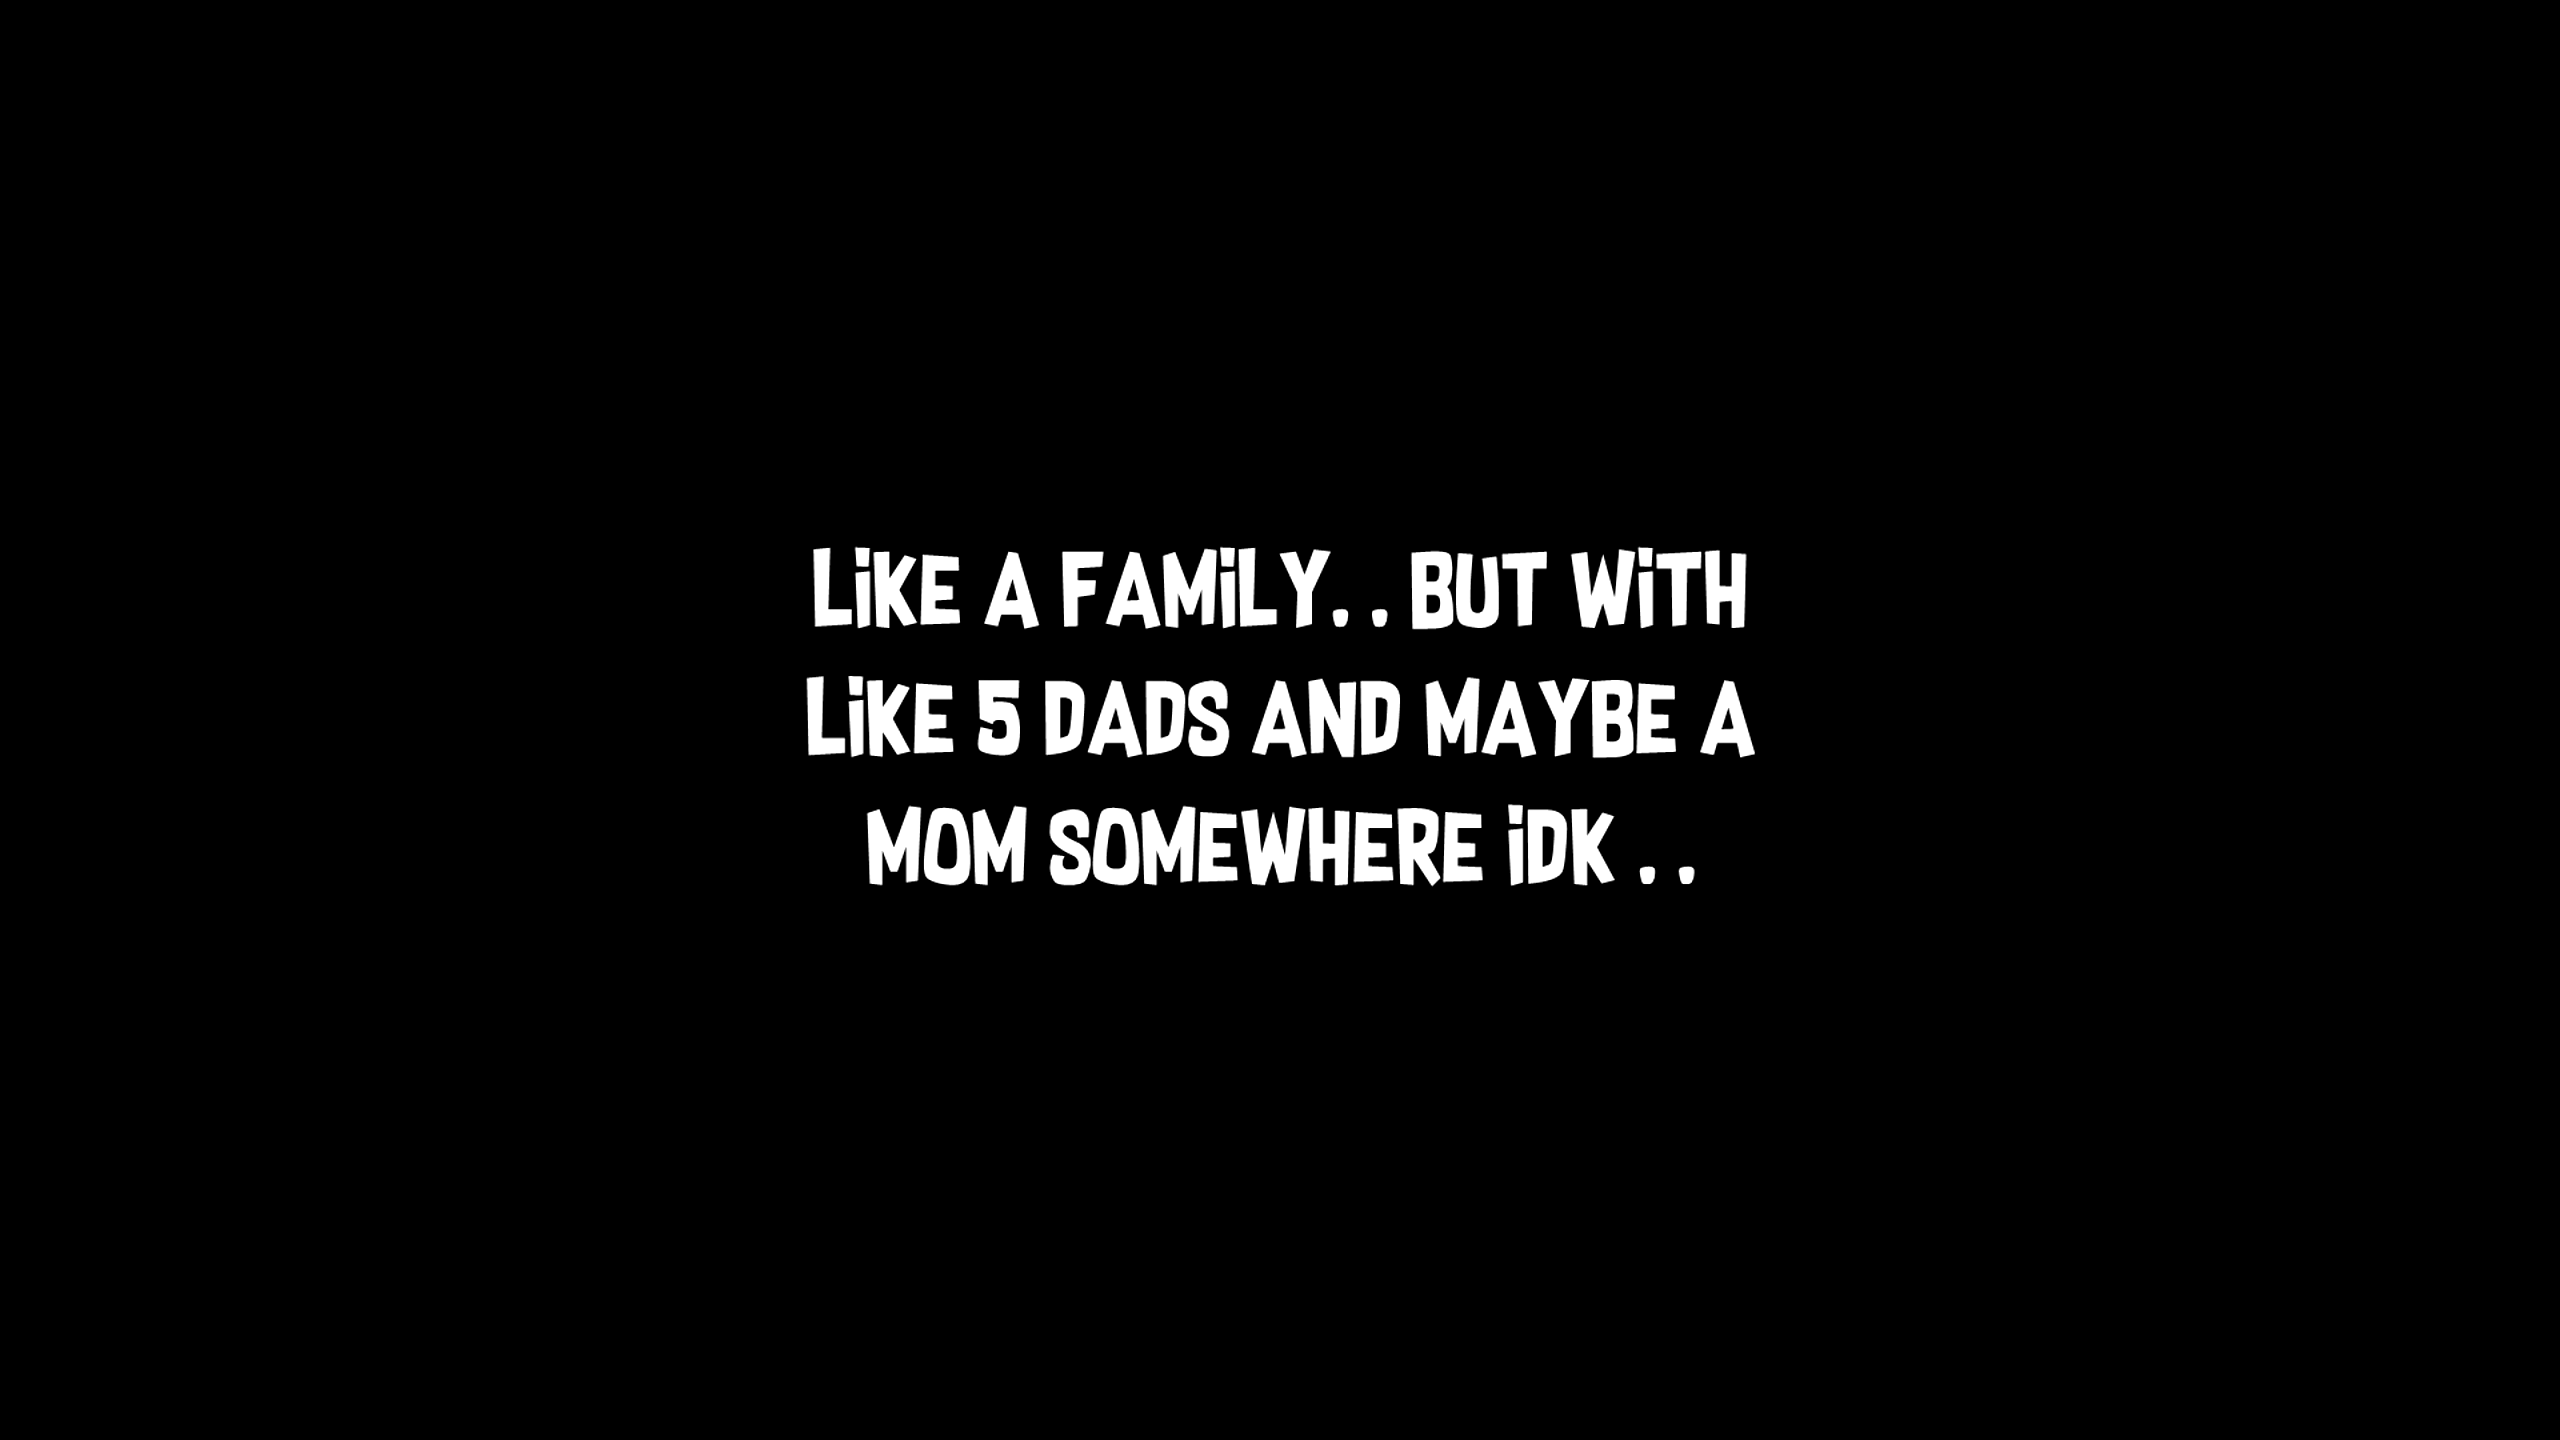 LiKE A FAMiLY. . BUT WiTH
LiKE 5 DADS AND MAYBE A
MOM SOMEWHERE iDK . .